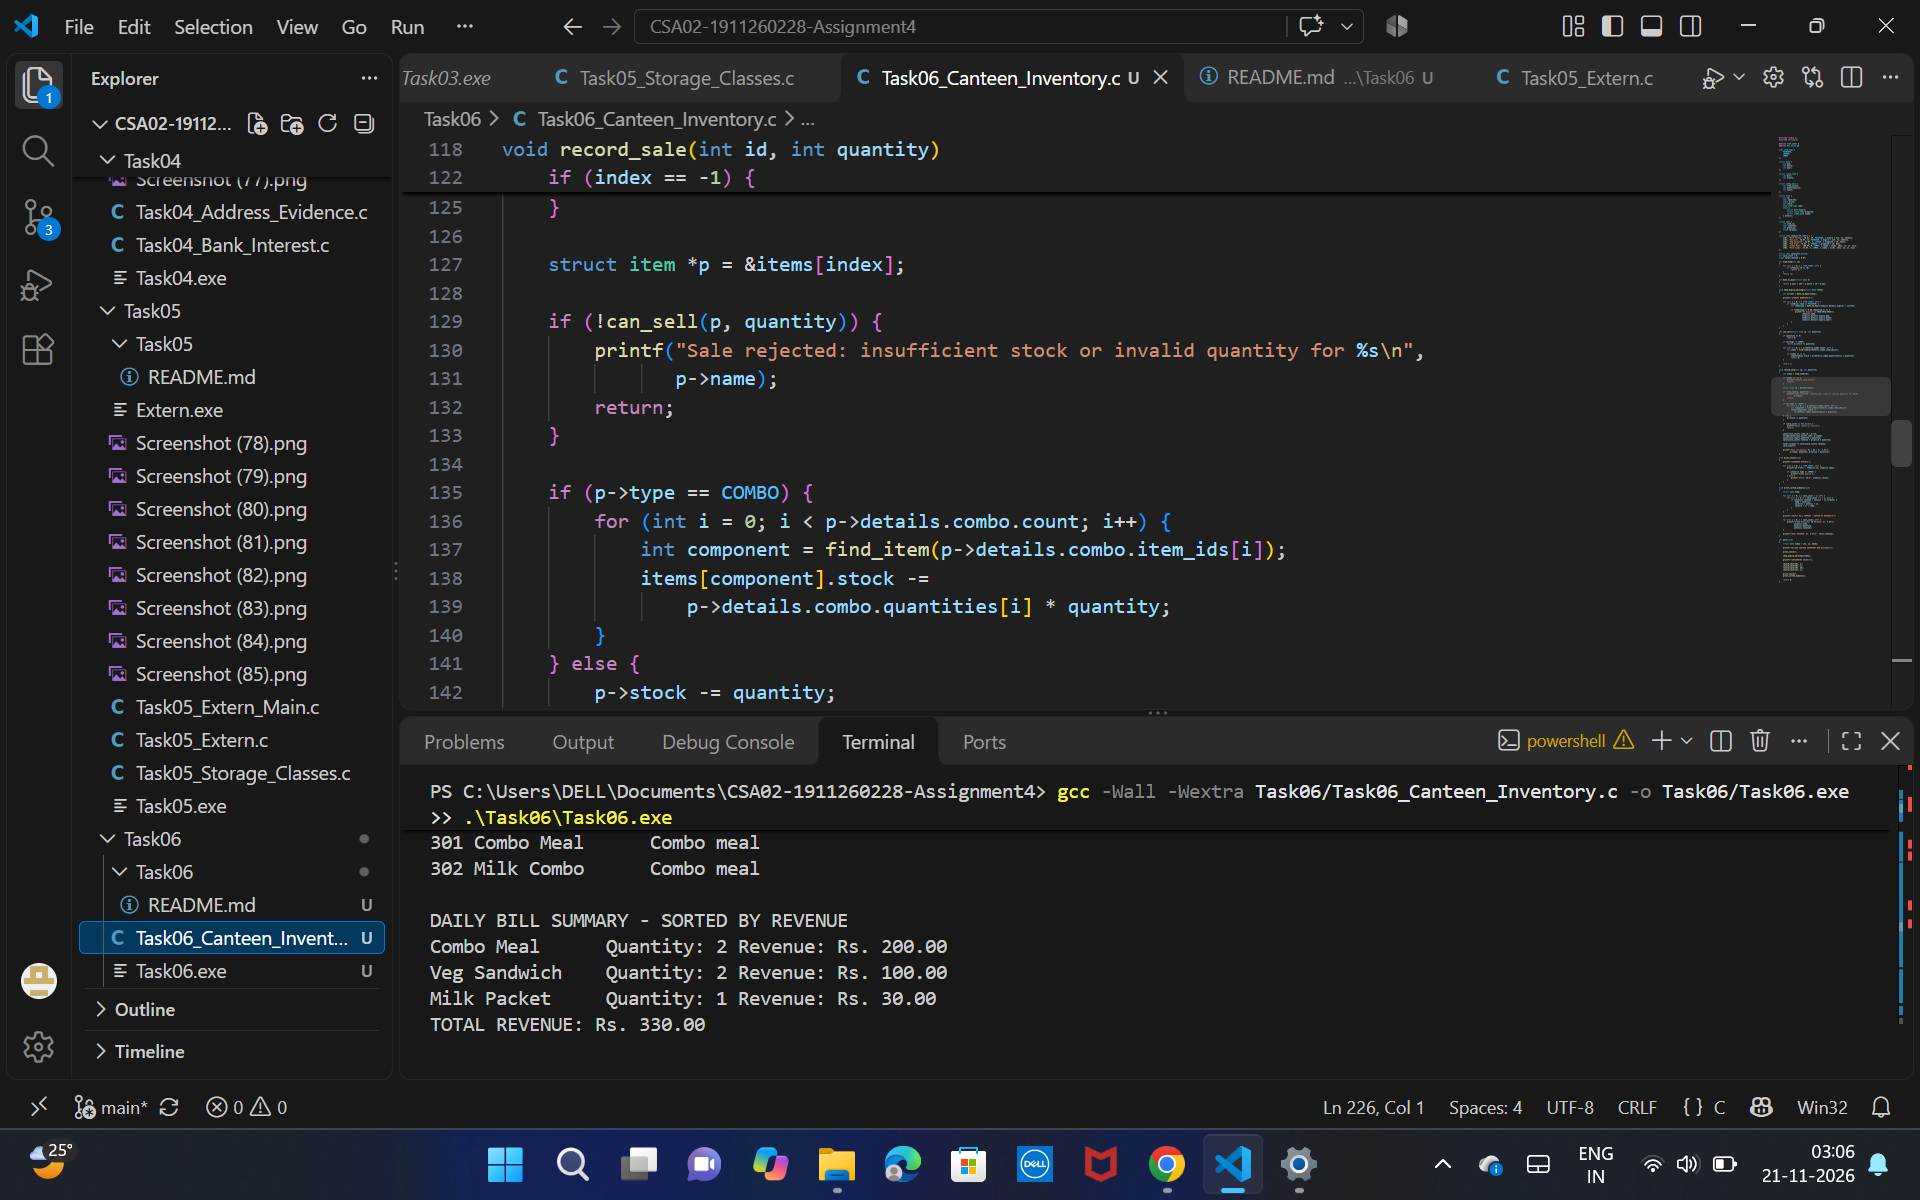 File Edit Selection View Go Run ···
CSA02-1911260228-Assignment4
Explorer
CSA02-19112...
Task04
Screenshot (77).png
Task04_Address_Evidence.c
Task04_Bank_Interest.c
Task04.exe
Task05
Task05
README.md
Extern.exe
Screenshot (78).png
Screenshot (79).png
Screenshot (80).png
Screenshot (81).png
Screenshot (82).png
Screenshot (83).png
Screenshot (84).png
Screenshot (85).png
Task05_Extern_Main.c
Task05_Extern.c
Task05_Storage_Classes.c
Task05.exe
Task06
Task06
README.md U
Task06_Canteen_Invent... U
Task06.exe U
Outline
Timeline
1
3
Task03.exe
C Task05_Storage_Classes.c
C Task06_Canteen_Inventory.c U
README.md ...\Task06 U
C Task05_Extern.c
Task06 > C Task06_Canteen_Inventory.c > ...
118 void record_sale(int id, int quantity)
122 if (index == -1) {
125 }
126
127 struct item *p = &items[index];
128
129 if (!can_sell(p, quantity)) {
130 printf("Sale rejected: insufficient stock or invalid quantity for %s\n",
131 p->name);
132 return;
133 }
134
135 if (p->type == COMBO) {
136 for (int i = 0; i < p->details.combo.count; i++) {
137 int component = find_item(p->details.combo.item_ids[i]);
138 items[component].stock -=
139 p->details.combo.quantities[i] * quantity;
140 }
141 } else {
142 p->stock -= quantity;
Problems Output Debug Console Terminal Ports
powershell
PS C:\Users\DELL\Documents\CSA02-1911260228-Assignment4> gcc -Wall -Wextra Task06/Task06_Canteen_Inventory.c -o Task06/Task06.exe
>> .\Task06\Task06.exe
301 Combo Meal Combo meal
302 Milk Combo Combo meal
DAILY BILL SUMMARY - SORTED BY REVENUE
Combo Meal Quantity: 2 Revenue: Rs. 200.00
Veg Sandwich Quantity: 2 Revenue: Rs. 100.00
Milk Packet Quantity: 1 Revenue: Rs. 30.00
TOTAL REVENUE: Rs. 330.00
main* 0 0
Ln 226, Col 1 Spaces: 4 UTF-8 CRLF {} C Win32
25°
DELL
ENG
IN
03:06
21-11-2026